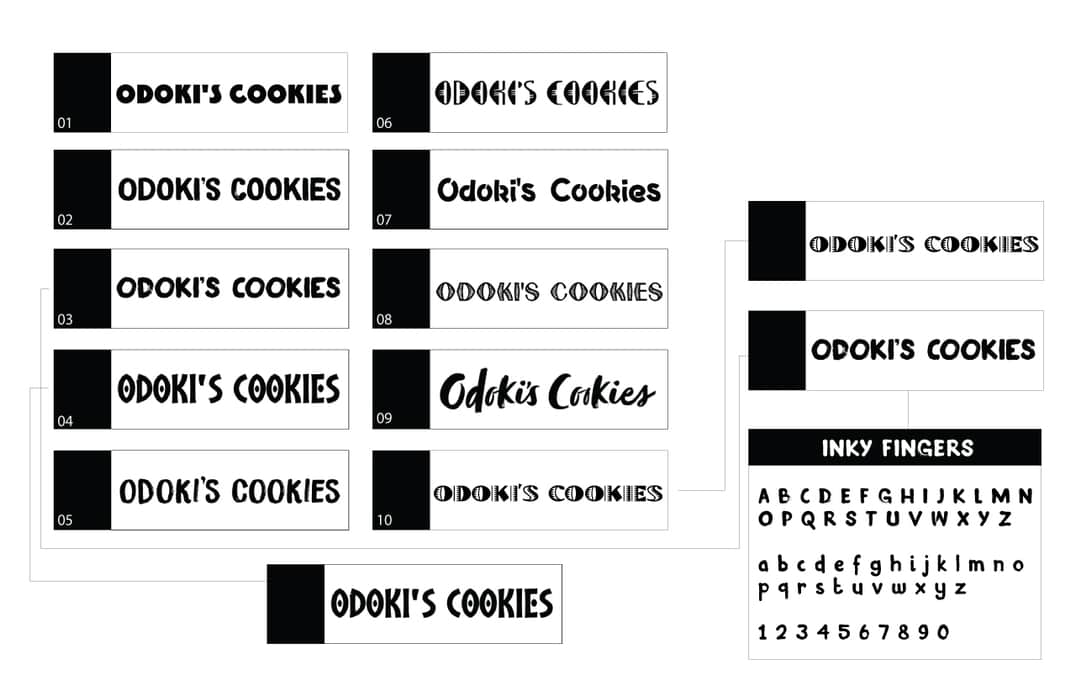 ODOKI'S COOKIES
01
ODOKI'S COOKIES
02
ODOKI'S COOKIES
03
ODOKI'S COOKIES
04
ODOKI'S COOKIES
05
ODOKI'S COOKIES
06
Odoki's Cookies
07
ODOKI'S COOKIES
08
Odoki's Cookies
09
ODOKI'S COOKIES
10
ODOKI'S COOKIES
ODOKI'S COOKIES
ODOKI'S COOKIES
INKY FINGERS
A B C D E F G H I J K L M N
O P Q R S T U V W X Y Z
a b c d e f g h i j k l m n o
p q r s t u v w x y z
1 2 3 4 5 6 7 8 9 0